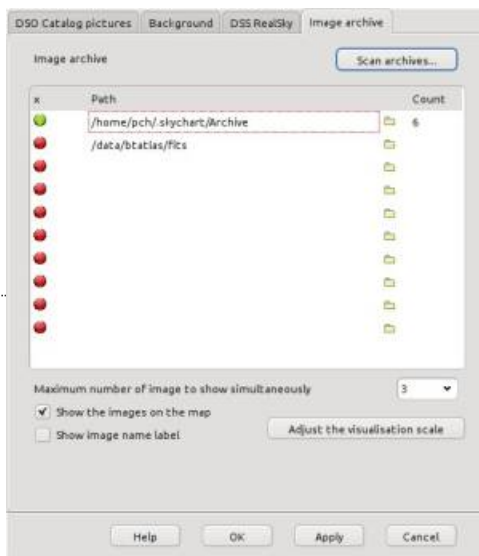 DSO Catalog pictures Background DSS RealSky Image archive
Image archive Scan archives...
x Path Count
/home/pch/.skychart/Archive 6
/data/btatlas/fits
Maximum number of image to show simultaneously 3
Show the images on the map
Show image name label Adjust the visualisation scale
Help OK Apply Cancel